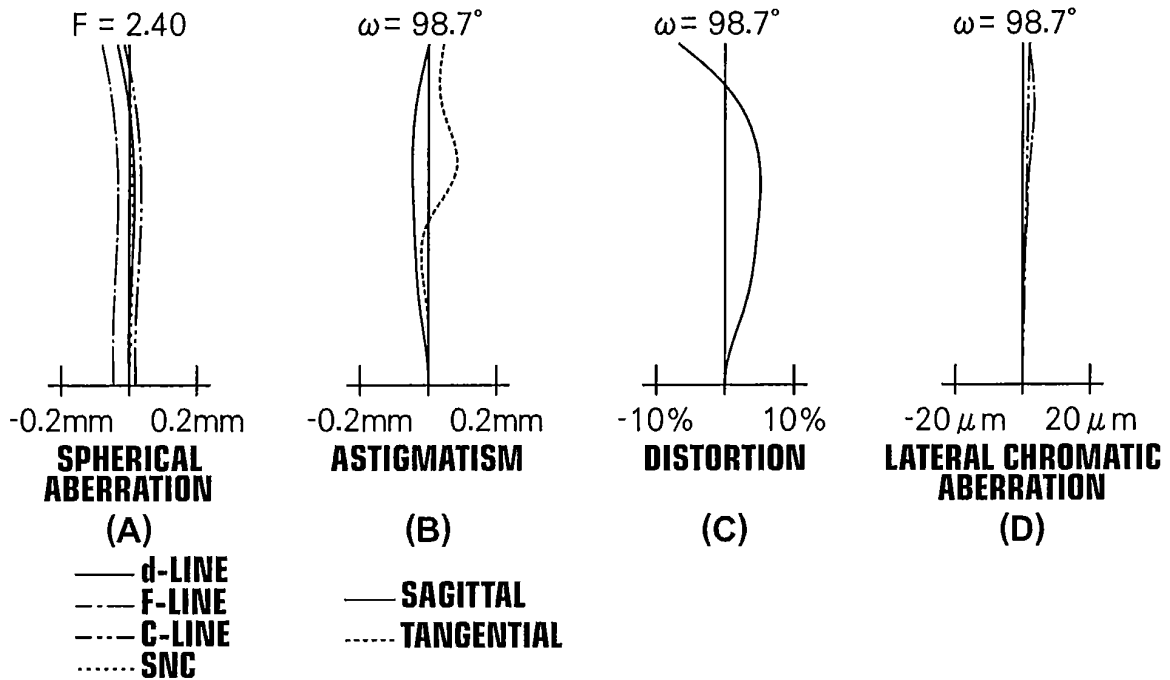 F = 2.40
ω= 98.7°
ω= 98.7°
ω= 98.7°
-0.2mm 0.2mm
-0.2mm 0.2mm
-10% 10%
-20 μm 20 μm
SPHERICAL
ABERRATION
ASTIGMATISM
DISTORTION
LATERAL CHROMATIC
ABERRATION
(A)
(B)
(C)
(D)
d-LINE
F-LINE
C-LINE
SNC
SAGITTAL
TANGENTIAL